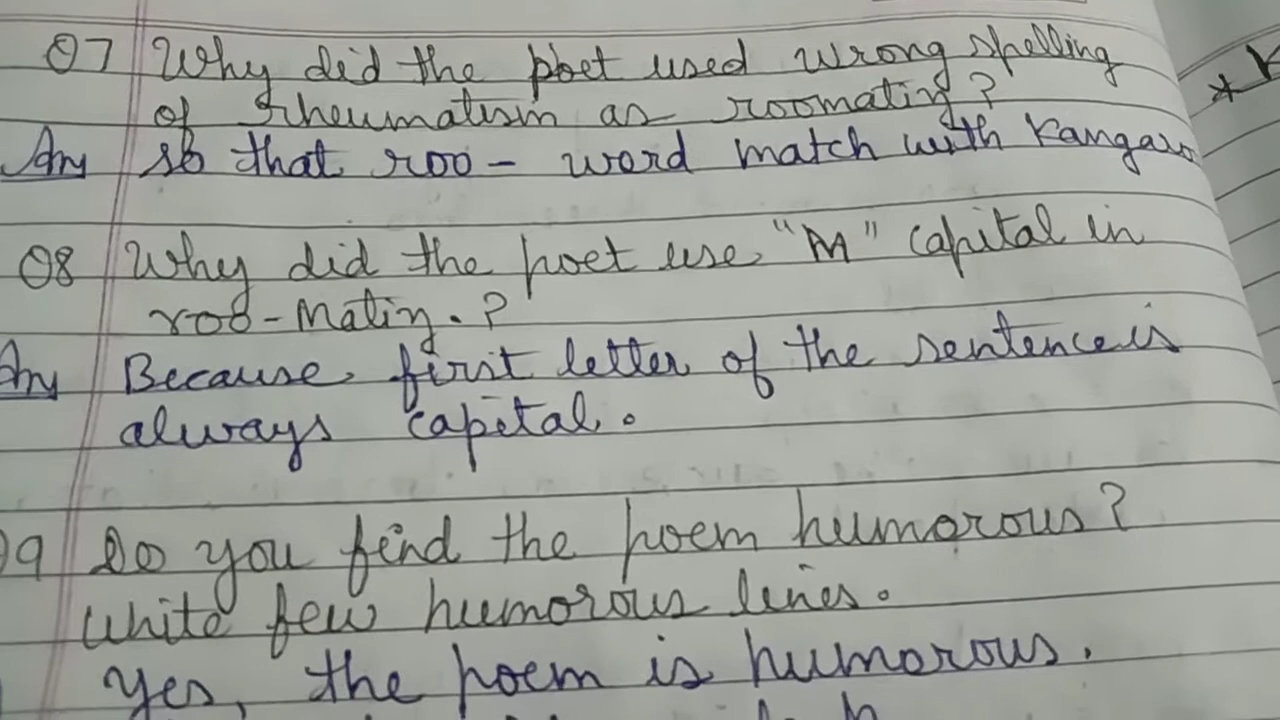 Q7 Why did the poet used wrong spelling
of rheumatism as roomatiz?
Ans so that roo - word match with Kangaroo
Q8 Why did the poet use "M" capital in
roo-Matiz.?
Ans Because first letter of the sentence is
always capital.
Q9 Do you find the poem humorous?
White few humorous lines.
Yes, the poem is humorous.